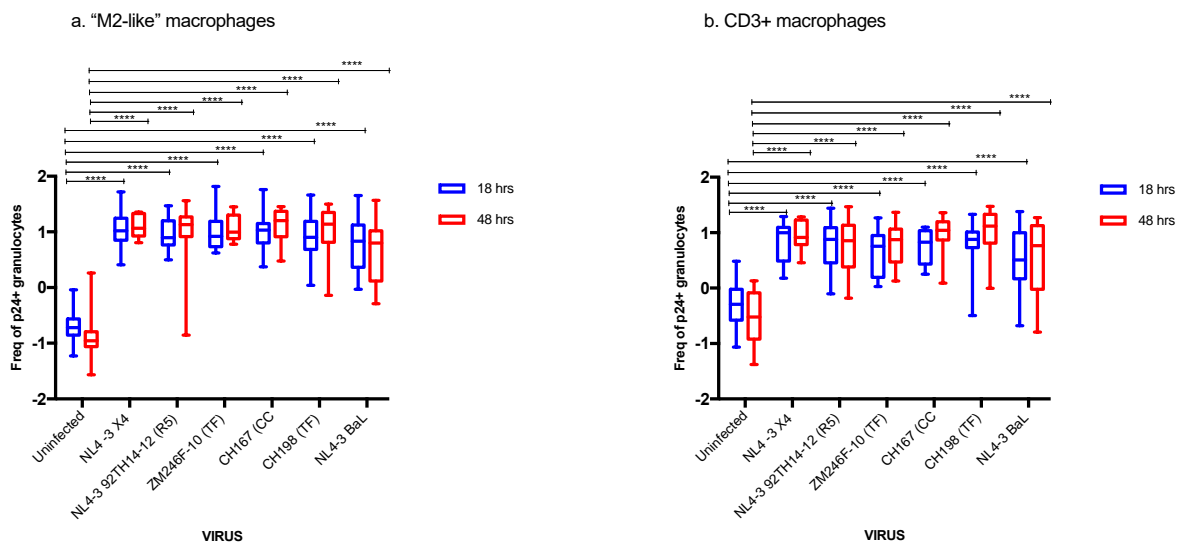 a. “M2-like” macrophages
****
****
****
****
****
****
****
****
****
****
****
****
Freq of p24+ granulocytes
2
1
0
-1
-2
18 hrs
48 hrs
Uninfected
NL4 -3 X4
NL4-3 92TH14-12 (R5)
ZM246F-10 (TF)
CH167 (CC
CH198 (TF)
NL4-3 BaL
VIRUS
b. CD3+ macrophages
****
****
****
****
****
****
****
****
****
****
****
****
Freq of p24+ granulocytes
2
1
0
-1
-2
18 hrs
48 hrs
Uninfected
NL4 -3 X4
NL4-3 92TH14-12 (R5)
ZM246F-10 (TF)
CH167 (CC
CH198 (TF)
NL4-3 BaL
VIRUS